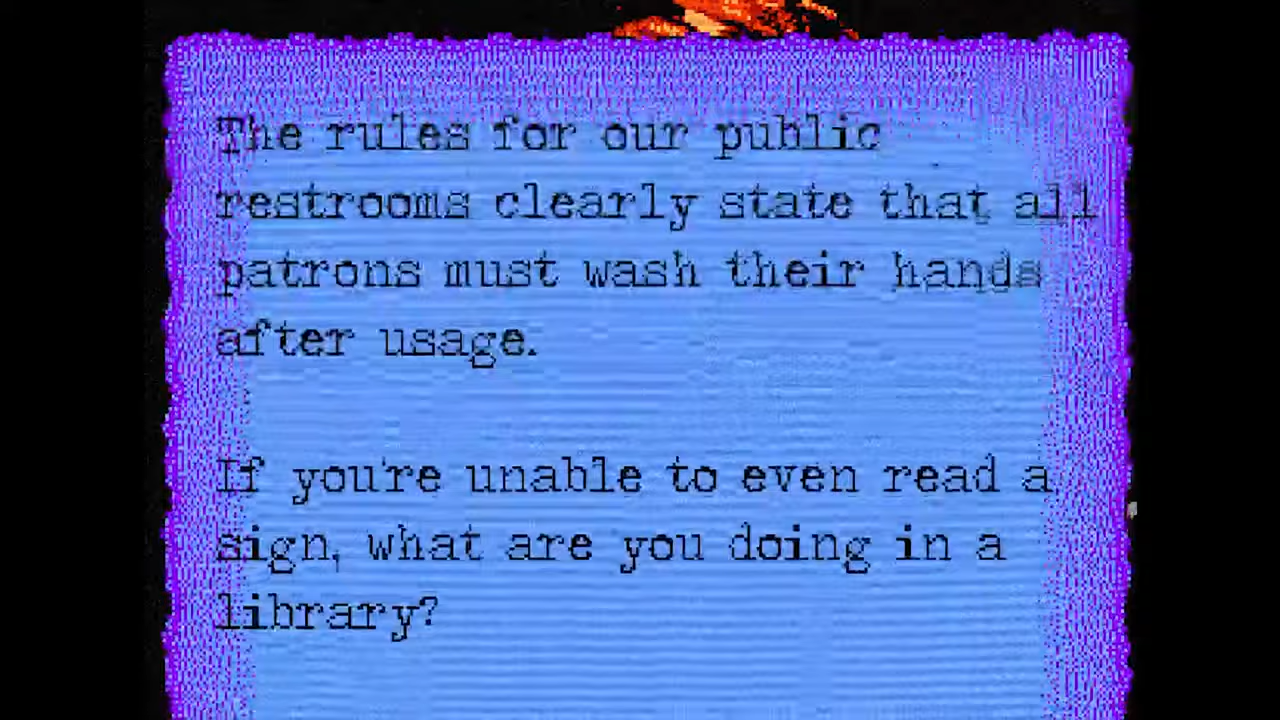 The rules for our public
restrooms clearly state that all
patrons must wash their hands
after usage.
If you're unable to even read a
sign, what are you doing in a
library?